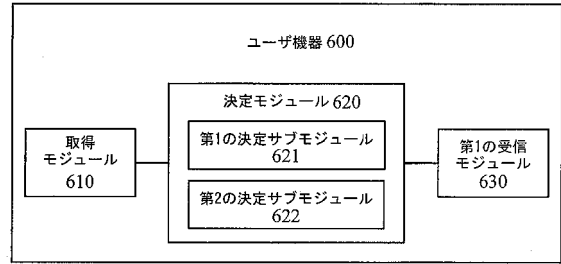 ユーザ機器 600
決定モジュール 620
取得
モジュール
610
第1の決定サブモジュール
621
第2の決定サブモジュール
622
第1の受信
モジュール
630